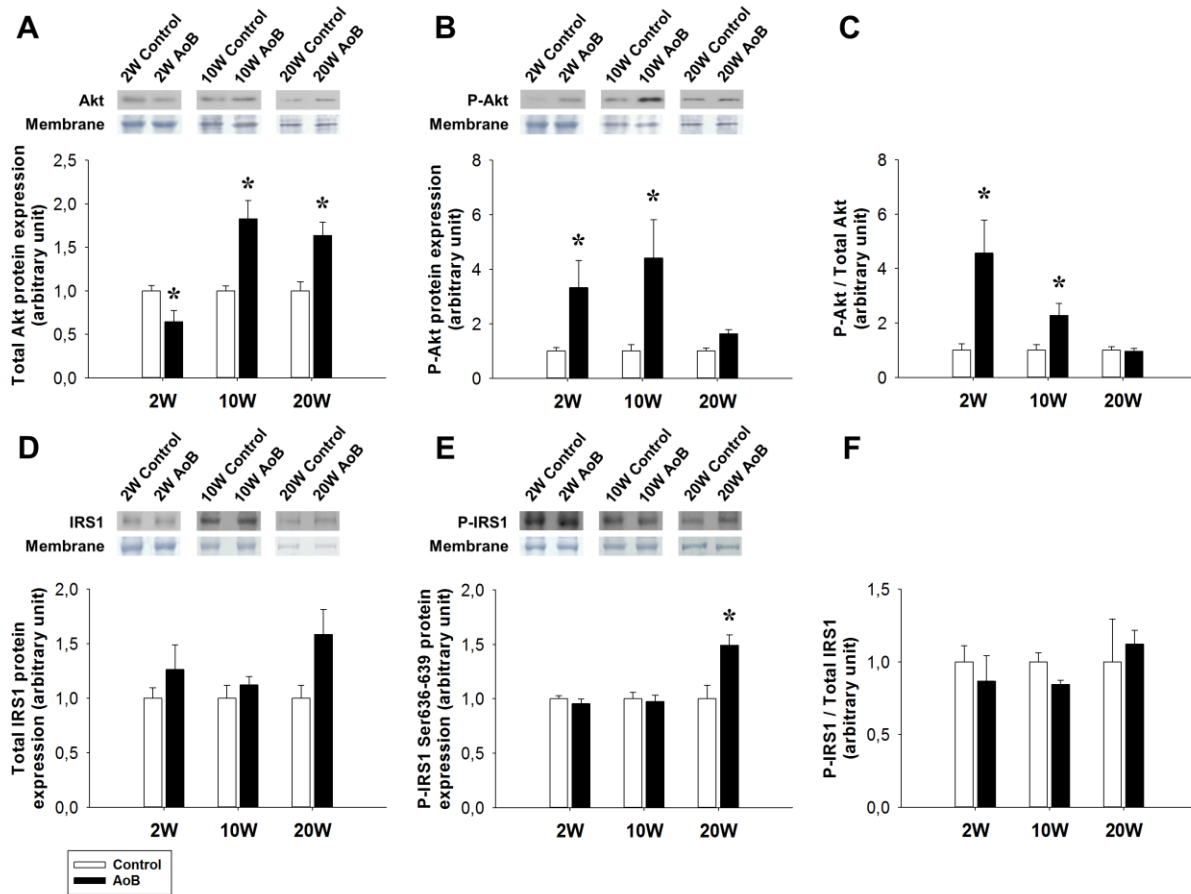 A
2W Control
2W AoB
10W Control
10W AoB
20W Control
20W AoB
Akt
Membrane
Total Akt protein expression
(arbitrary unit)
2,5
2,0
1,5
1,0
0,5
0,0
*
*
*
2W
10W
20W
B
2W Control
2W AoB
10W Control
10W AoB
20W Control
20W AoB
P-Akt
Membrane
P-Akt protein expression
(arbitrary unit)
8
6
4
2
0
*
*
2W
10W
20W
C
P-Akt / Total Akt
(arbitrary unit)
8
6
4
2
0
*
*
2W
10W
20W
D
2W Control
2W AoB
10W Control
10W AoB
20W Control
20W AoB
IRS1
Membrane
Total IRS1 protein
expression (arbitrary unit)
2,0
1,5
1,0
0,5
0,0
2W
10W
20W
E
2W Control
2W AoB
10W Control
10W AoB
20W Control
20W AoB
P-IRS1
Membrane
P-IRS1 Ser636-639 protein
expression (arbitrary unit)
2,0
1,5
1,0
0,5
0,0
*
2W
10W
20W
F
P-IRS1 / Total IRS1
(arbitrary unit)
1,5
1,0
0,5
0,0
2W
10W
20W
Control
AoB